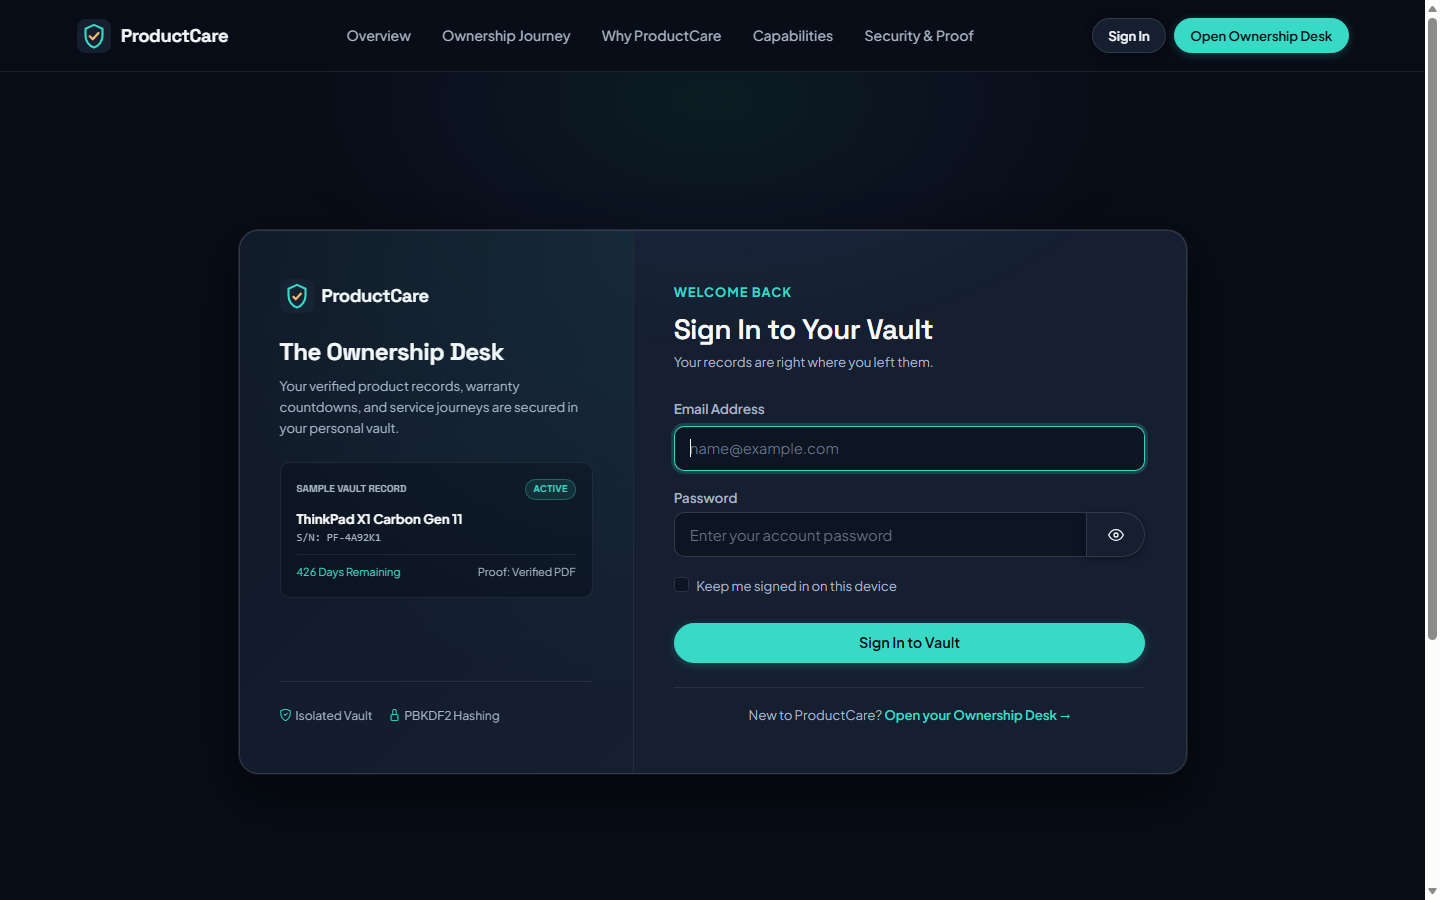 ProductCare
Overview
Ownership Journey
Why ProductCare
Capabilities
Security & Proof
Sign In
Open Ownership Desk
ProductCare
The Ownership Desk
Your verified product records, warranty
countdowns, and service journeys are secured in
your personal vault.
SAMPLE VAULT RECORD
ACTIVE
ThinkPad X1 Carbon Gen 11
S/N: PF-4A92K1
426 Days Remaining
Proof: Verified PDF
Isolated Vault
PBKDF2 Hashing
WELCOME BACK
Sign In to Your Vault
Your records are right where you left them.
Email Address
name@example.com
Password
Enter your account password
Keep me signed in on this device
Sign In to Vault
New to ProductCare? Open your Ownership Desk →